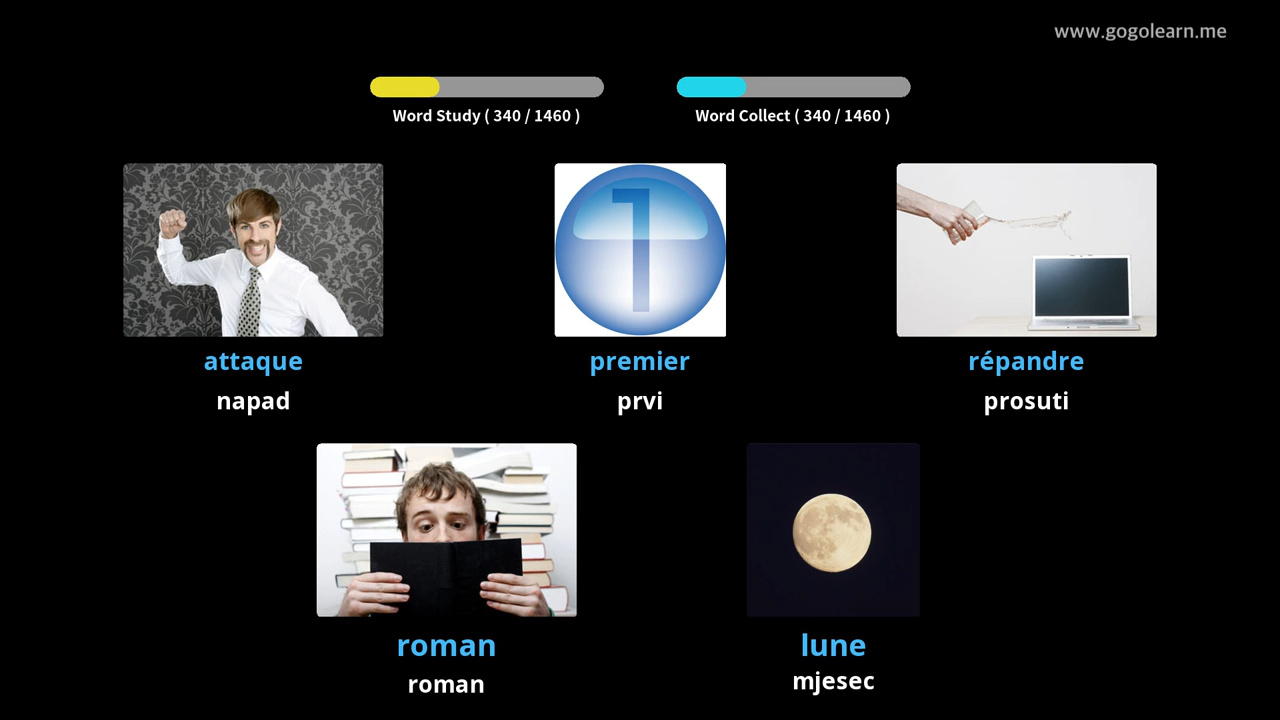 www.gogolearn.me
Word Study ( 340 / 1460 )
Word Collect ( 340 / 1460 )
1
attaque
premier
répandre
napad
prvi
prosuti
roman
lune
roman
mjesec